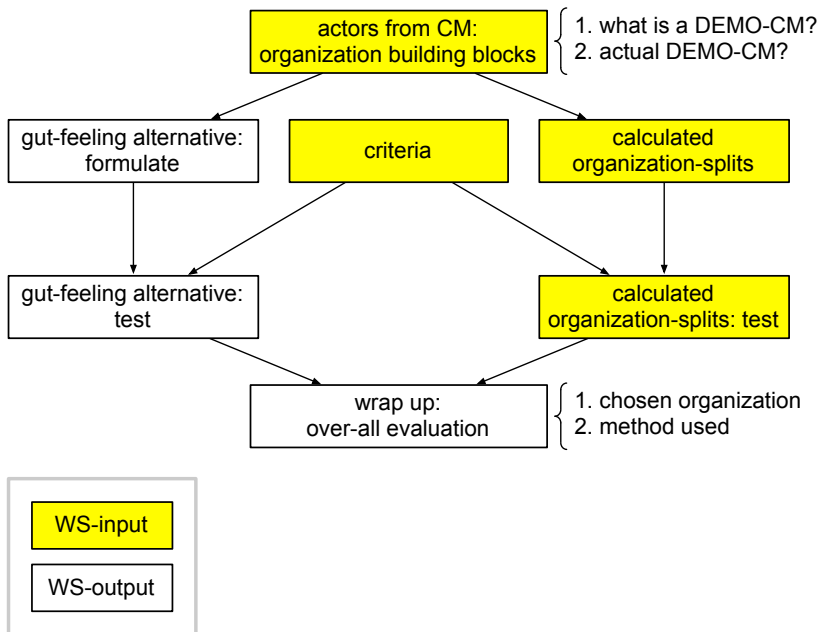 actors from CM:
organization building blocks
1. what is a DEMO-CM?
2. actual DEMO-CM?
gut-feeling alternative:
formulate
criteria
calculated
organization-splits
gut-feeling alternative:
test
calculated
organization-splits: test
wrap up:
over-all evaluation
1. chosen organization
2. method used
WS-input
WS-output